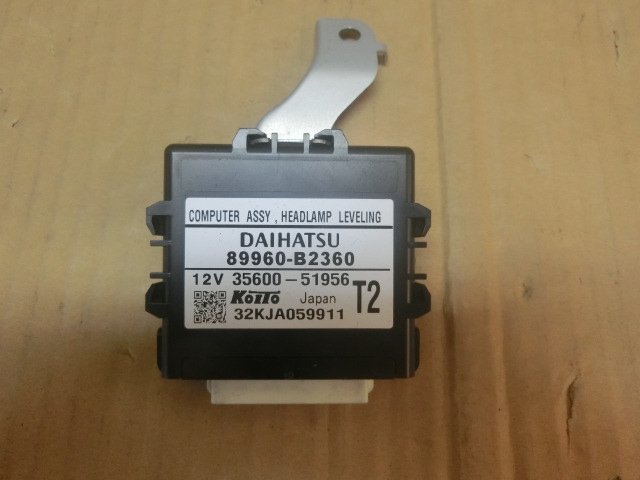 COMPUTER ASSY , HEADLAMP LEVELING
DAIHATSU
89960-B2360
12V 35600-51956
KOITO Japan T2
32KJA059911